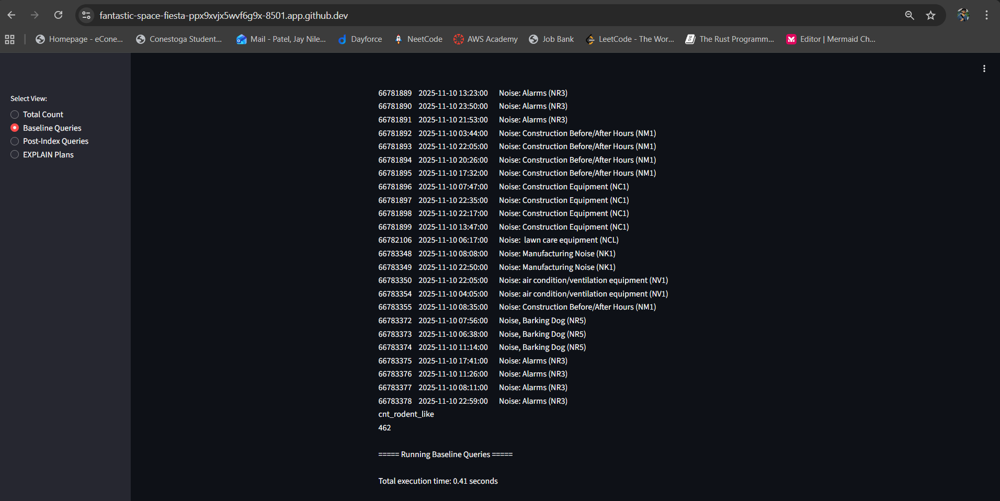 fantastic-space-fiesta-ppx9xvjx5wvf6g9x-8501.app.github.dev
Homepage - eCone... Conestoga Student... Mail - Patel, Jay Nile... Dayforce NeetCode AWS Academy Job Bank LeetCode - The Wor... The Rust Programm... Editor | Mermaid Ch...
Select View:
Total Count
Baseline Queries
Post-Index Queries
EXPLAIN Plans
66781889 2025-11-10 13:23:00 Noise: Alarms (NR3)
66781890 2025-11-10 23:50:00 Noise: Alarms (NR3)
66781891 2025-11-10 21:53:00 Noise: Alarms (NR3)
66781892 2025-11-10 03:44:00 Noise: Construction Before/After Hours (NM1)
66781893 2025-11-10 22:05:00 Noise: Construction Before/After Hours (NM1)
66781894 2025-11-10 20:26:00 Noise: Construction Before/After Hours (NM1)
66781895 2025-11-10 17:32:00 Noise: Construction Before/After Hours (NM1)
66781896 2025-11-10 07:47:00 Noise: Construction Equipment (NC1)
66781897 2025-11-10 22:35:00 Noise: Construction Equipment (NC1)
66781898 2025-11-10 22:17:00 Noise: Construction Equipment (NC1)
66781899 2025-11-10 13:47:00 Noise: Construction Equipment (NC1)
66782106 2025-11-10 06:17:00 Noise: lawn care equipment (NCL)
66783348 2025-11-10 08:08:00 Noise: Manufacturing Noise (NK1)
66783349 2025-11-10 22:50:00 Noise: Manufacturing Noise (NK1)
66783350 2025-11-10 22:05:00 Noise: air condition/ventilation equipment (NV1)
66783354 2025-11-10 04:05:00 Noise: air condition/ventilation equipment (NV1)
66783355 2025-11-10 08:35:00 Noise: Construction Before/After Hours (NM1)
66783372 2025-11-10 07:56:00 Noise, Barking Dog (NR5)
66783373 2025-11-10 06:38:00 Noise, Barking Dog (NR5)
66783374 2025-11-10 11:14:00 Noise, Barking Dog (NR5)
66783375 2025-11-10 17:41:00 Noise: Alarms (NR3)
66783376 2025-11-10 11:26:00 Noise: Alarms (NR3)
66783377 2025-11-10 08:11:00 Noise: Alarms (NR3)
66783378 2025-11-10 22:59:00 Noise: Alarms (NR3)
cnt_rodent_like
462
===== Running Baseline Queries =====
Total execution time: 0.41 seconds